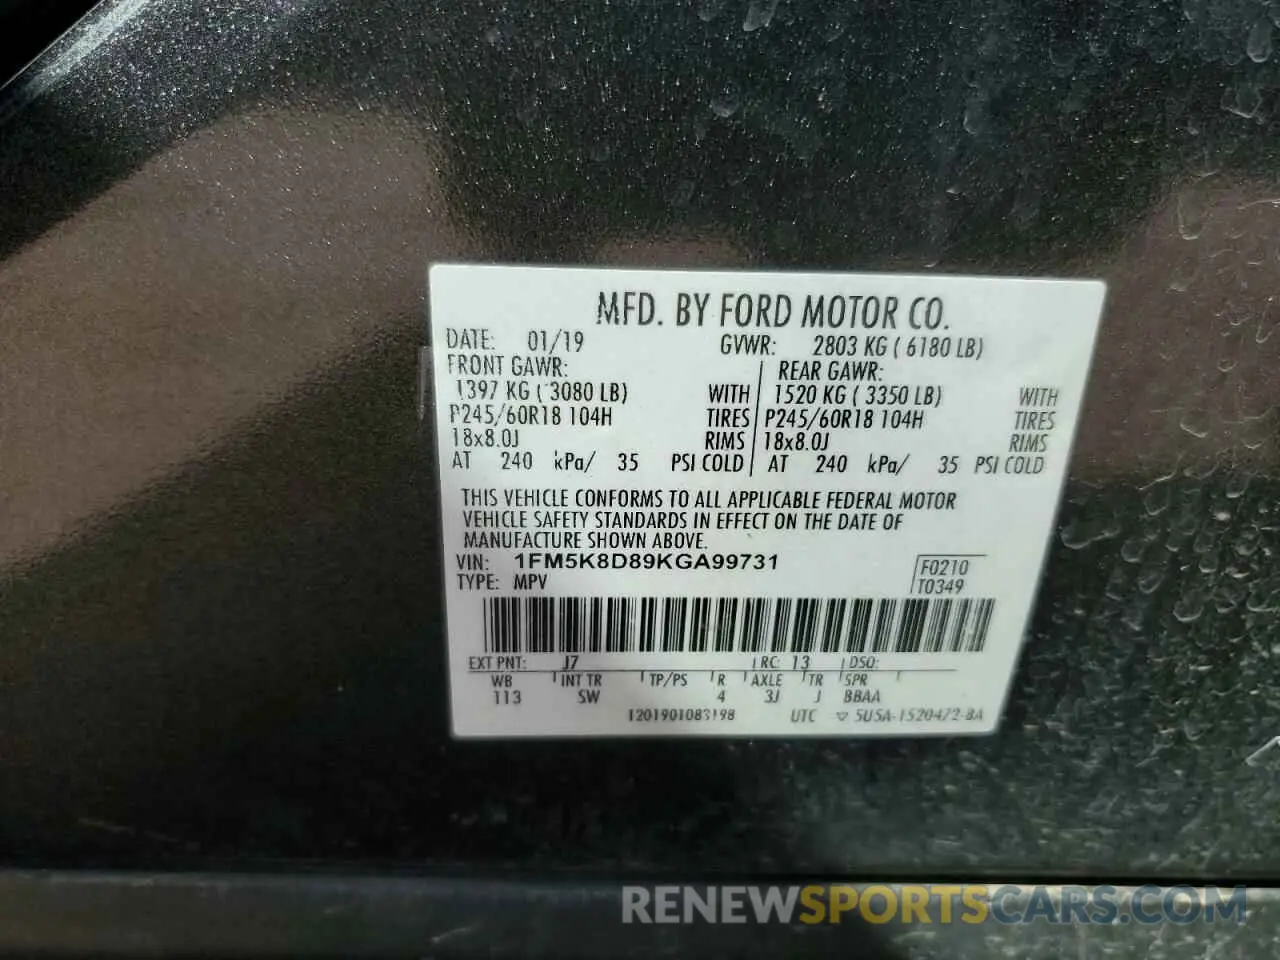 MFD. BY FORD MOTOR CO.
DATE: 01/19 GVWR: 2803 KG ( 6180 LB)
FRONT GAWR: REAR GAWR:
1397 KG ( 3080 LB) WITH 1520 KG ( 3350 LB) WITH
P245/60R18 104H TIRES P245/60R18 104H TIRES
18x8.0J RIMS 18x8.0J RIMS
AT 240 kPa/ 35 PSI COLD AT 240 kPa/ 35 PSI COLD
THIS VEHICLE CONFORMS TO ALL APPLICABLE FEDERAL MOTOR
VEHICLE SAFETY STANDARDS IN EFFECT ON THE DATE OF
MANUFACTURE SHOWN ABOVE.
VIN: 1FM5K8D89KGA99731 F0210
TYPE: MPV T0349
EXT PNT: J7 RC: 13 DSO:
WB INT TR TP/PS R AXLE TR SPR
113 SW 4 3J J BBAA
1201901083198 UTC 5U5A-1520472-BA
RENEWSPORTSCARS.COM